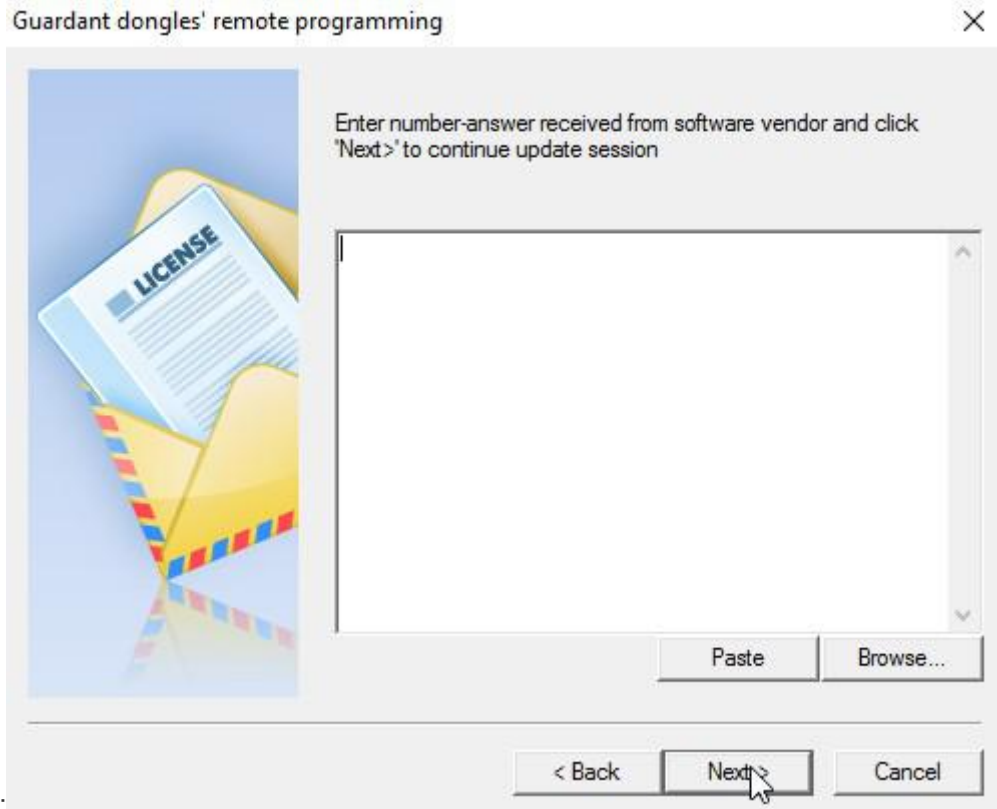 Guardant dongles' remote programming
Enter number-answer received from software vendor and click
'Next>' to continue update session
LICENSE
Paste
Browse...
< Back
Next >
Cancel